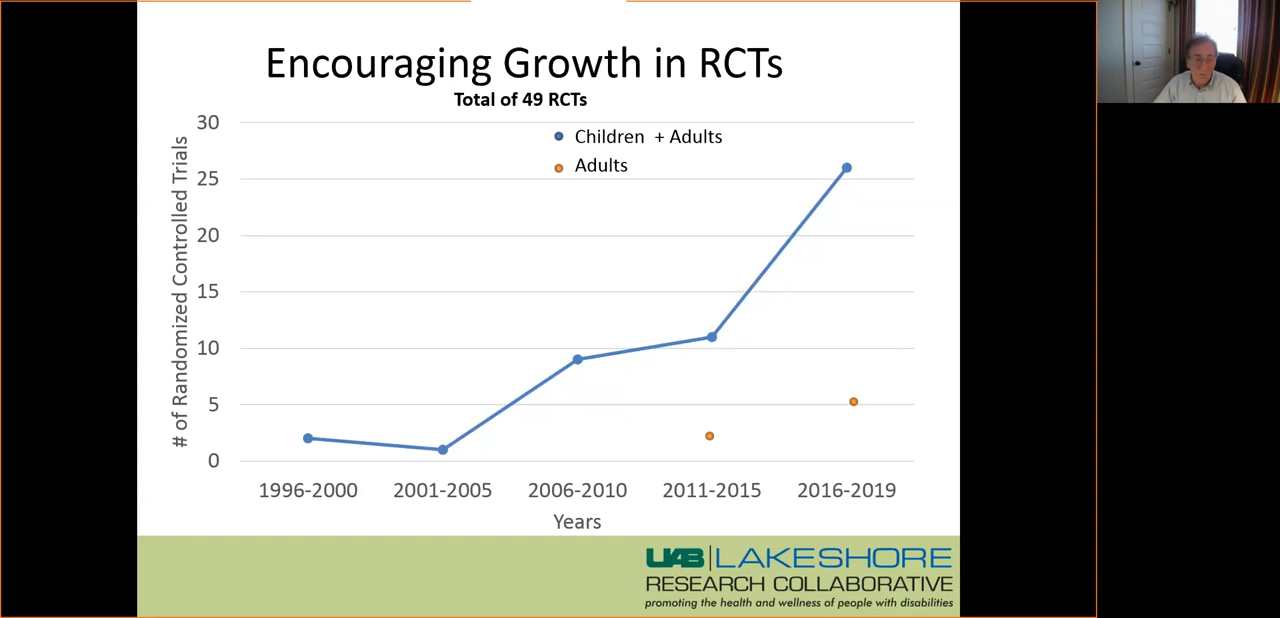 Encouraging Growth in RCTs
Total of 49 RCTs
Children + Adults
Adults
# of Randomized Controlled Trials
30
25
20
15
10
5
0
1996-2000 2001-2005 2006-2010 2011-2015 2016-2019
Years
UAB LAKESHORE
RESEARCH COLLABORATIVE
promoting the health and wellness of people with disabilities